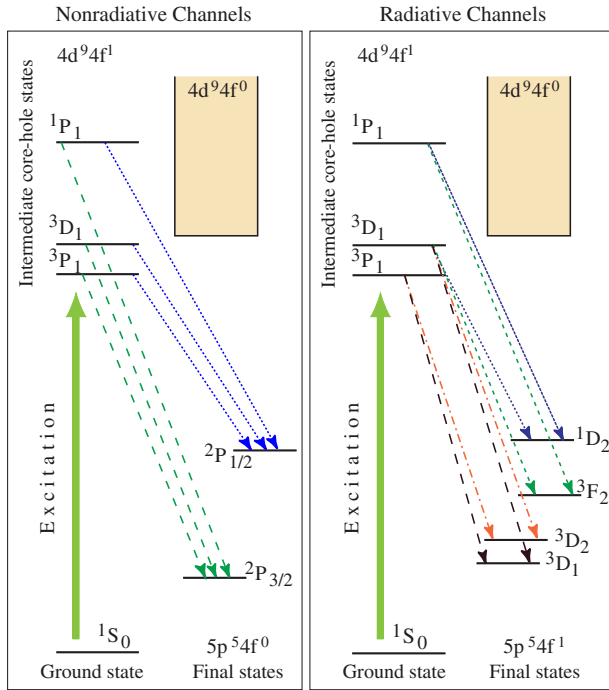 Nonradiative Channels
4d⁹4f¹
4d⁹4f⁰
Intermediate core-hole states
¹P₁
³D₁
³P₁
Excitation
²P₁/₂
²P₃/₂
¹S₀
5p⁵4f⁰
Ground state
Final states
Radiative Channels
4d⁹4f¹
4d⁹4f⁰
Intermediate core-hole states
¹P₁
³D₁
³P₁
Excitation
¹D₂
³F₂
³D₂
³D₁
¹S₀
5p⁵4f¹
Ground state
Final states